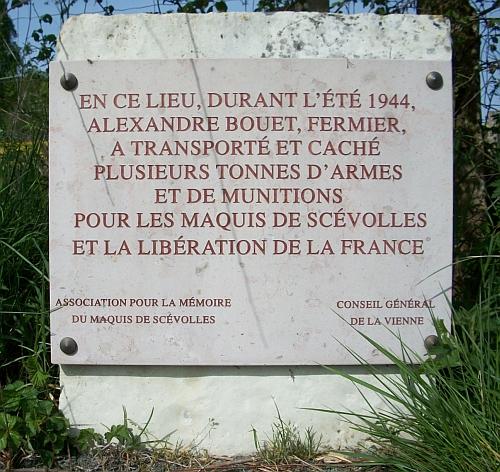 EN CE LIEU, DURANT L'ÉTÉ 1944,
ALEXANDRE BOUET, FERMIER,
A TRANSPORTÉ ET CACHÉ
PLUSIEURS TONNES D'ARMES
ET DE MUNITIONS
POUR LES MAQUIS DE SCÉVOLLES
ET LA LIBÉRATION DE LA FRANCE
ASSOCIATION POUR LA MÉMOIRE
DU MAQUIS DE SCÉVOLLES
CONSEIL GÉNÉRAL
DE LA VIENNE